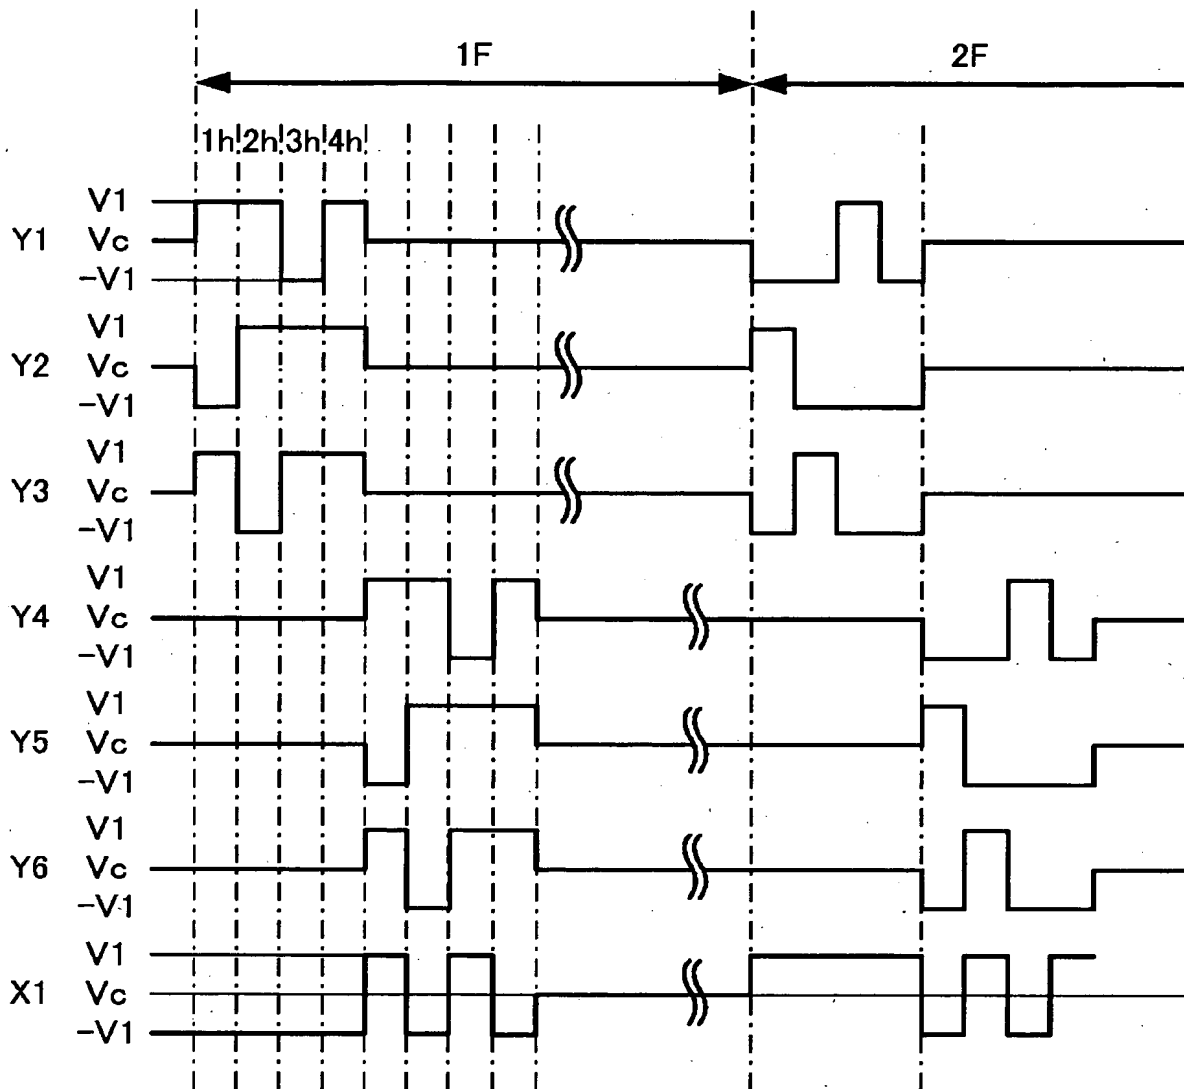 1F 2F
1h 2h 3h 4h
V1
Y1 Vc
-V1
V1
Y2 Vc
-V1
V1
Y3 Vc
-V1
V1
Y4 Vc
-V1
V1
Y5 Vc
-V1
V1
Y6 Vc
-V1
V1
X1 Vc
-V1